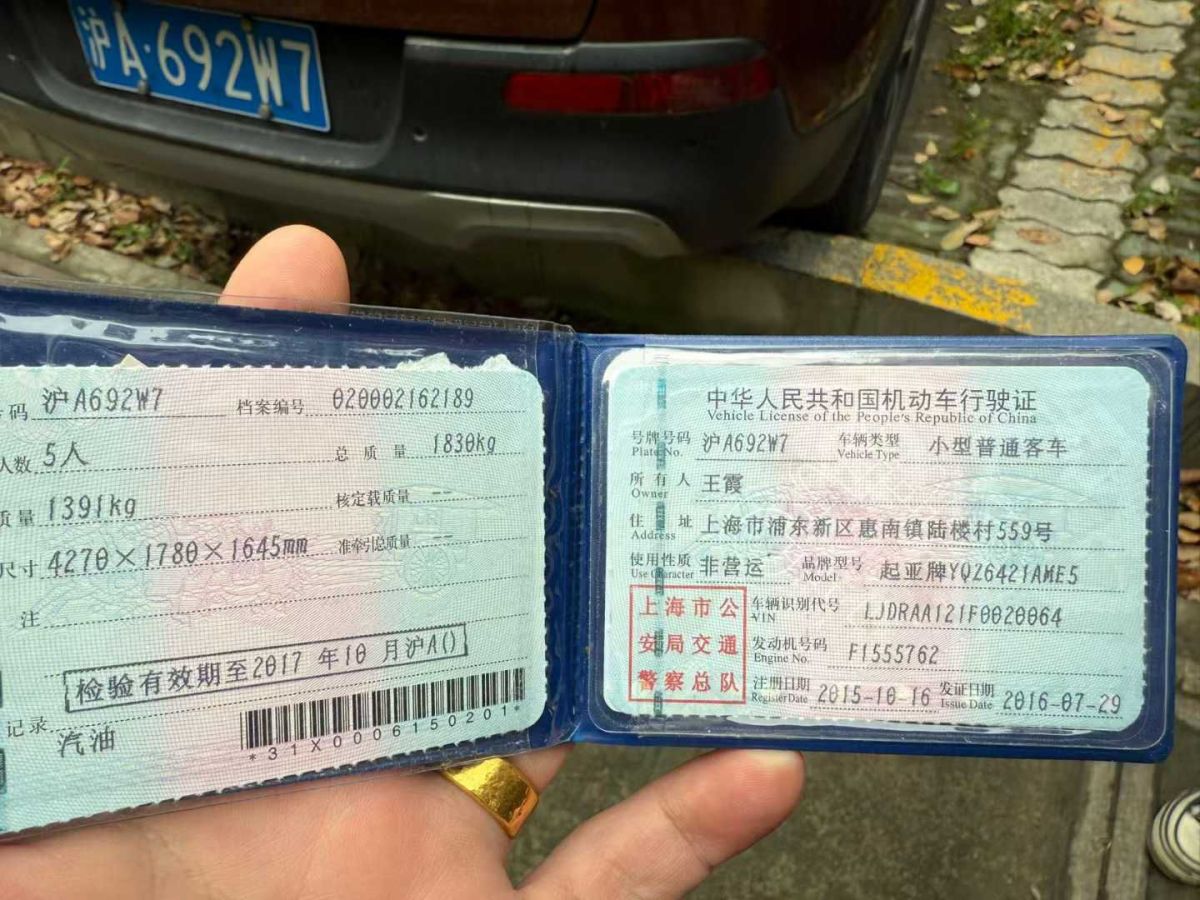 沪A·692W7
号码 沪A692W7 档案编号 020002162189
人数 5人 总质量 1830kg
质量 1391kg 核定载质量 --
尺寸 4270×1780×1645mm 准牵引总质量 --
注
检验有效期至2017年10月沪A()
记录 汽油
*31X0006150201*
中华人民共和国机动车行驶证
Vehicle License of the People's Republic of China
号牌号码 沪A692W7 车辆类型 小型普通客车
Plate No. Vehicle Type
所有人 王霞
Owner
住址 上海市浦东新区惠南镇陆楼村559号
Address
使用性质 非营运 品牌型号 起亚牌YQZ6421AME5
Use Character Model
上海市公
安局交通
警察总队
车辆识别代号 LJDRAA121F0020064
VIN
发动机号码 F1555762
Engine No.
注册日期 2015-10-16 发证日期 2016-07-29
Register Date Issue Date